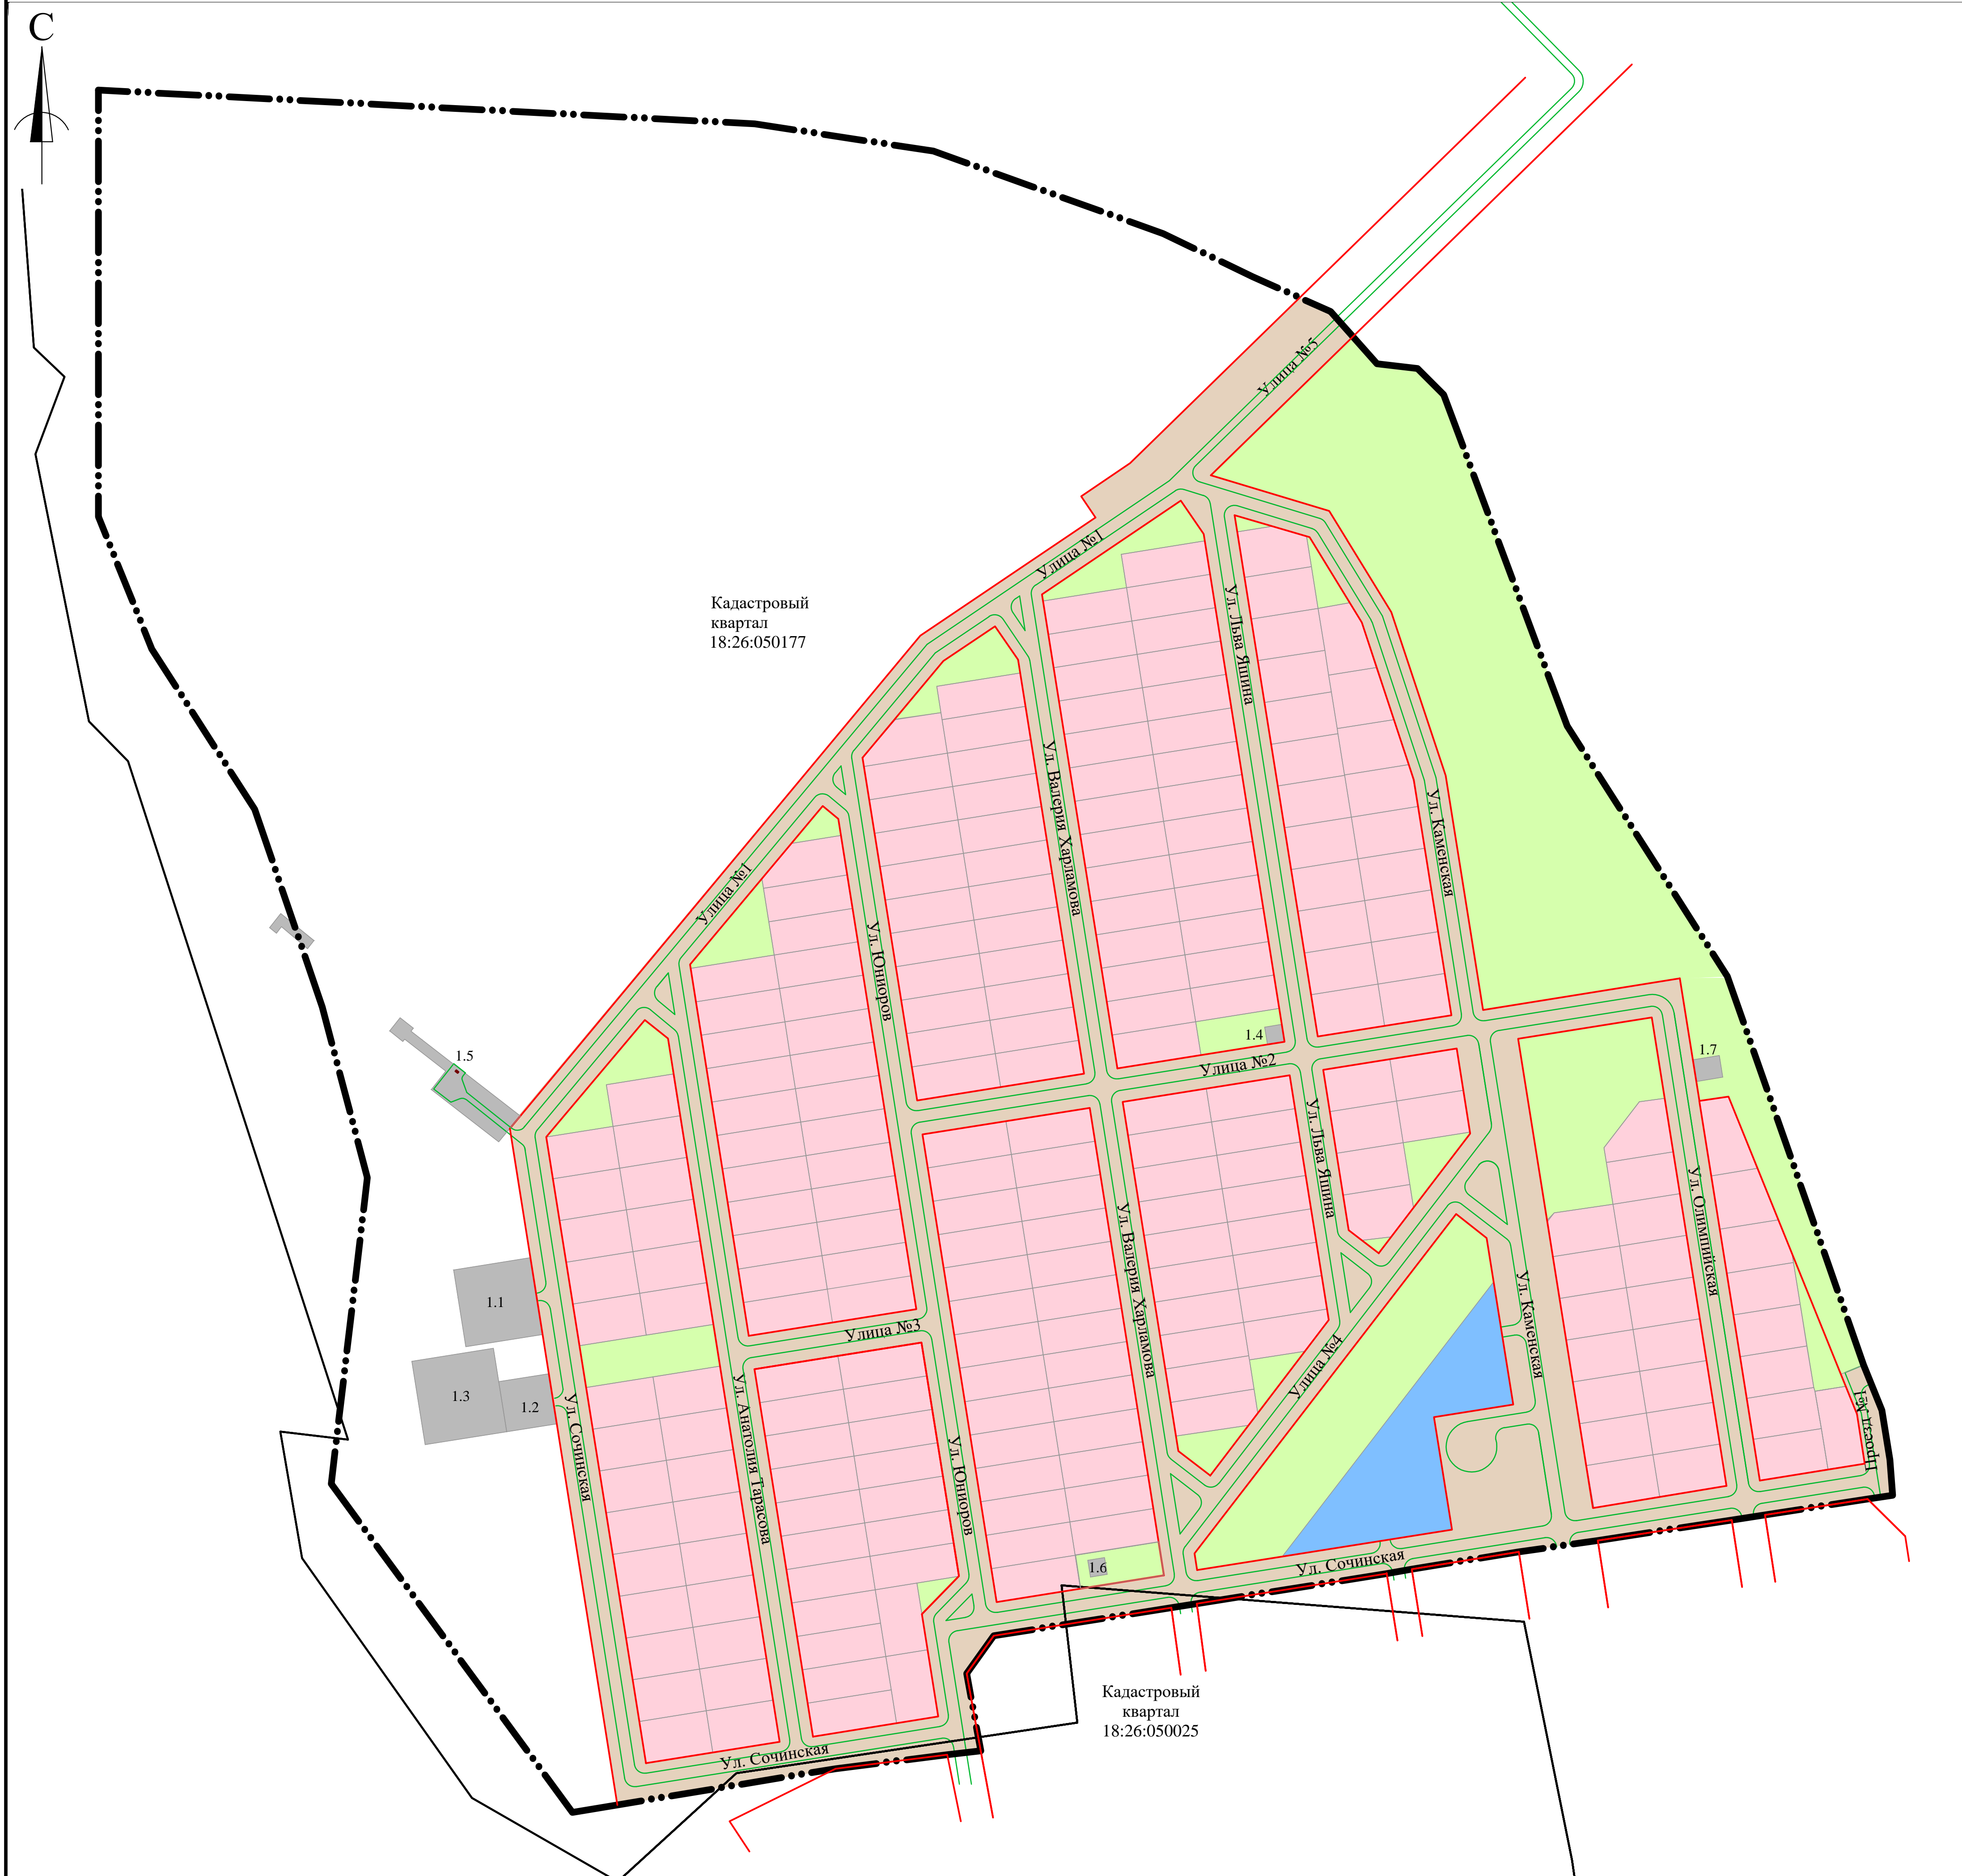 С
Улица №5
Улица №1
Кадастровый
квартал
18:26:050177
Ул. Льва Яшина
Ул. Валерия Харламова
Ул. Каменская
Улица №1
Ул. Юниоров
1.4
1.5
1.7
Улица №2
Ул. Льва Яшина
Ул. Олимпийская
Ул. Валерия Харламова
1.1
Ул. Каменская
Улица №3
Улица №4
1.3
1.2
Ул. Сочинская
Ул. Анатолия Тарасова
Ул. Юниоров
Проезд №1
1.6
Ул. Сочинская
Кадастровый
квартал
18:26:050025
Ул. Сочинская